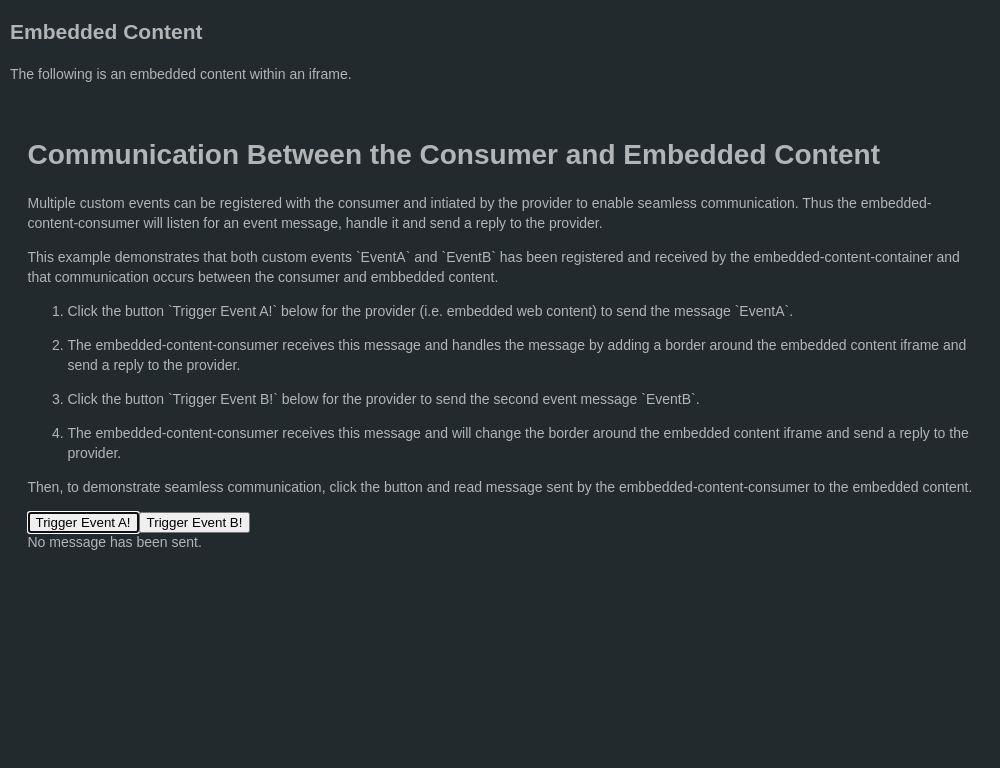 Embedded Content
The following is an embedded content within an iframe.
Communication Between the Consumer and Embedded Content
Multiple custom events can be registered with the consumer and intiated by the provider to enable seamless communication. Thus the embedded-
content-consumer will listen for an event message, handle it and send a reply to the provider.
This example demonstrates that both custom events `EventA` and `EventB` has been registered and received by the embedded-content-container and
that communication occurs between the consumer and embbedded content.
1. Click the button `Trigger Event A!` below for the provider (i.e. embedded web content) to send the message `EventA`.
2. The embedded-content-consumer receives this message and handles the message by adding a border around the embedded content iframe and
send a reply to the provider.
3. Click the button `Trigger Event B!` below for the provider to send the second event message `EventB`.
4. The embedded-content-consumer receives this message and will change the border around the embedded content iframe and send a reply to the
provider.
Then, to demonstrate seamless communication, click the button and read message sent by the embbedded-content-consumer to the embedded content.
Trigger Event A! Trigger Event B!
No message has been sent.